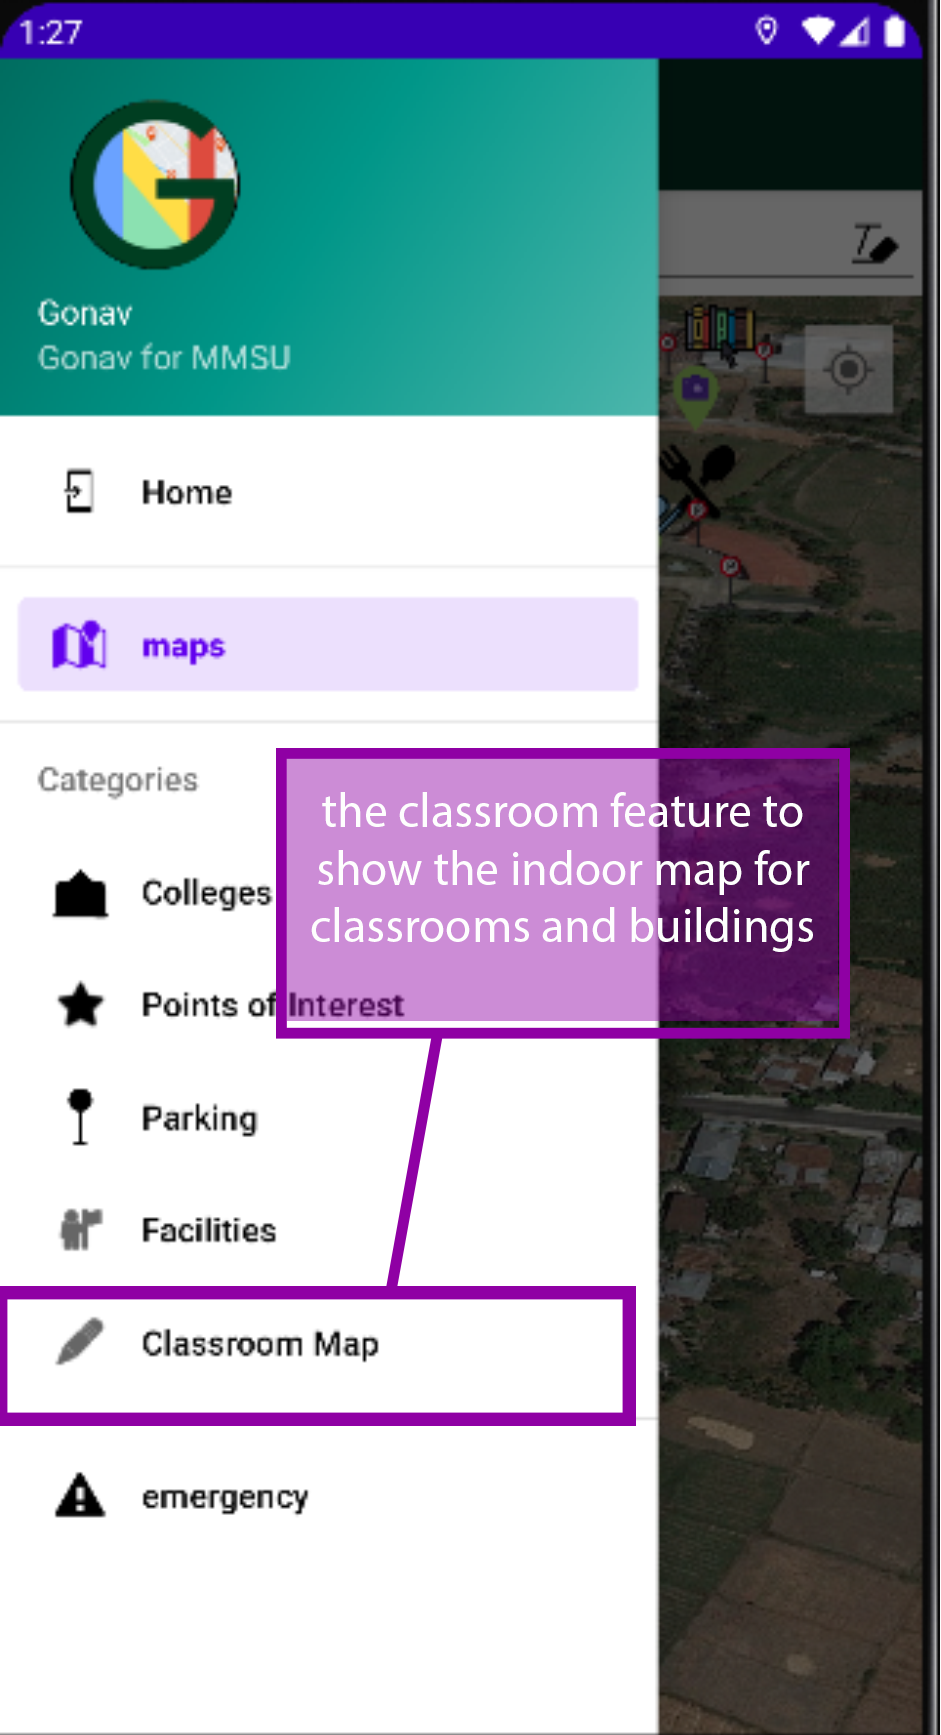 1:27
Gonav
Gonav for MMSU
Home
maps
Categories
the classroom feature to
show the indoor map for
classrooms and buildings
Colleges
Points of Interest
Parking
Facilities
Classroom Map
emergency